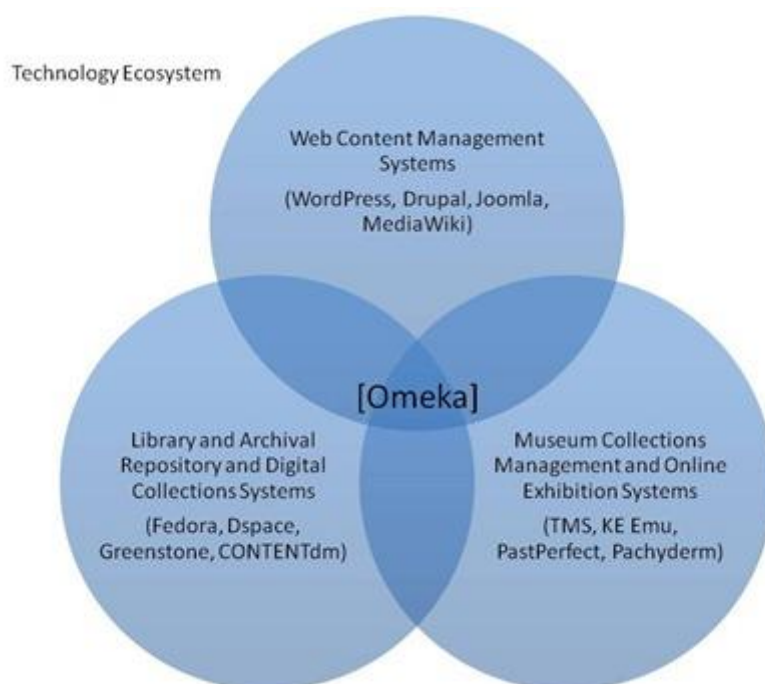 Technology Ecosystem
Web Content Management
Systems
(WordPress, Drupal, Joomla,
MediaWiki)
[Omeka]
Library and Archival
Repository and Digital
Collections Systems
(Fedora, Dspace,
Greenstone, CONTENTdm)
Museum Collections
Management and Online
Exhibition Systems
(TMS, KE Emu,
PastPerfect, Pachyderm)